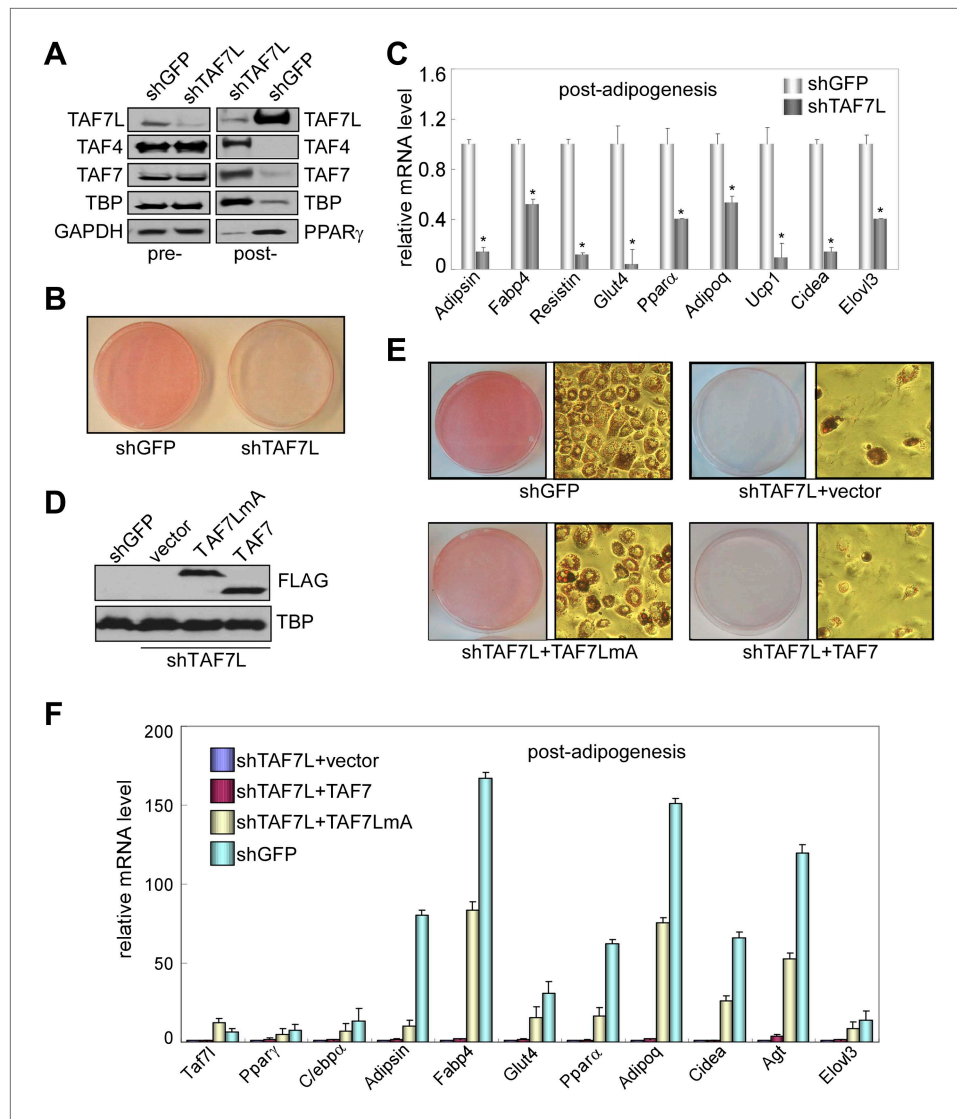 A
shGFP
shTAF7L
shTAF7L
shGFP
TAF7L
TAF7L
TAF4
TAF4
TAF7
TAF7
TBP
TBP
GAPDH
PPARγ
pre-
post-
B
shGFP
shTAF7L
C
1.6
1.2
0.8
0.4
0
relative mRNA level
post-adipogenesis
shGFP
shTAF7L
* * * * * * * * *
Adipsin
Fabp4
Resistin
Glut4
Pparα
Adipoq
Ucp1
Cidea
Elovl3
D
shGFP
vector
TAF7LmA
TAF7
FLAG
TBP
shTAF7L
E
shGFP
shTAF7L+vector
shTAF7L+TAF7LmA
shTAF7L+TAF7
F
200
150
100
50
0
relative mRNA level
post-adipogenesis
shTAF7L+vector
shTAF7L+TAF7
shTAF7L+TAF7LmA
shGFP
Taf7l
Pparγ
C/ebpα
Adipsin
Fabp4
Glut4
Pparα
Adipoq
Cidea
Agt
Elovl3